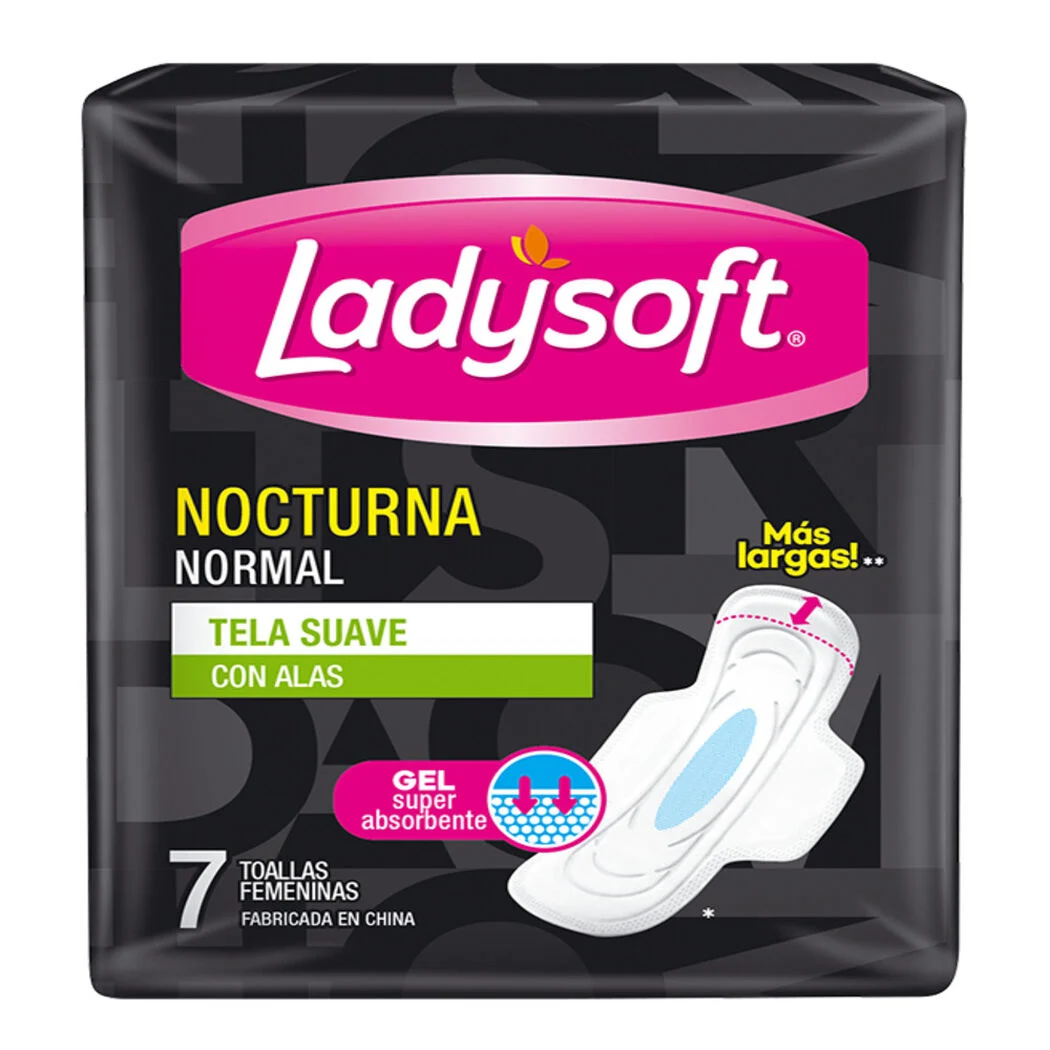 Ladysoft®
NOCTURNA
NORMAL
TELA SUAVE
CON ALAS
Más
largas!**
GEL
super
absorbente
7 TOALLAS
FEMENINAS
FABRICADA EN CHINA
*